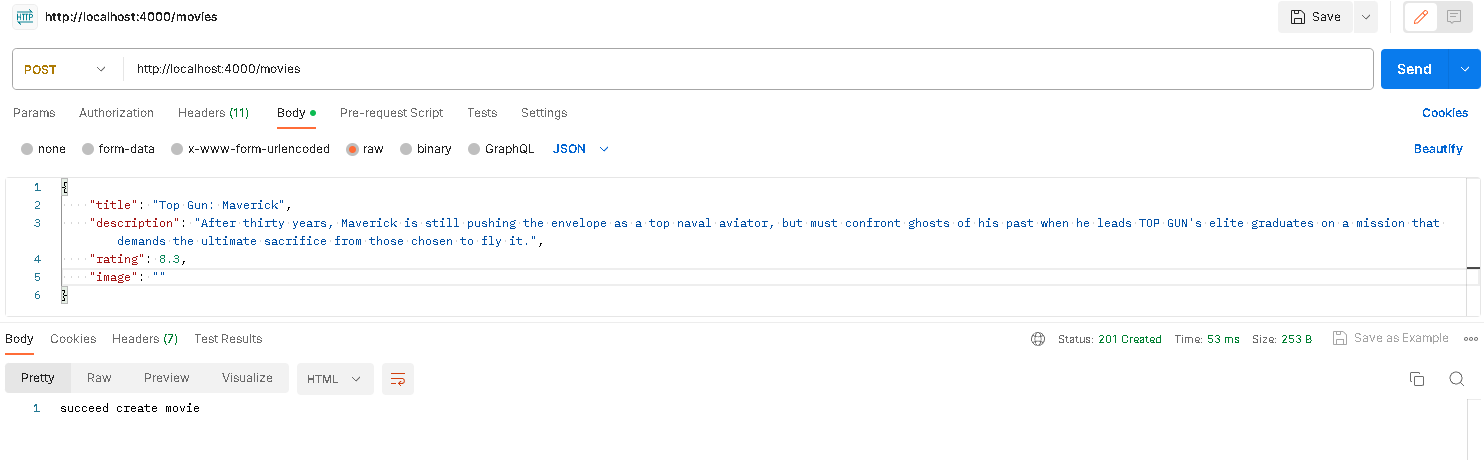 HTTP http://localhost:4000/movies Save
POST http://localhost:4000/movies Send
Params Authorization Headers (11) Body Pre-request Script Tests Settings Cookies
none form-data x-www-form-urlencoded raw binary GraphQL JSON Beautify
1 {
2 "title": "Top Gun: Maverick",
3 "description": "After thirty years, Maverick is still pushing the envelope as a top naval aviator, but must confront ghosts of his past when he leads TOP GUN's elite graduates on a mission that
demands the ultimate sacrifice from those chosen to fly it.",
4 "rating": 8.3,
5 "image": ""
6 }
Body Cookies Headers (7) Test Results Status: 201 Created Time: 53 ms Size: 253 B Save as Example
Pretty Raw Preview Visualize HTML
1 succeed create movie